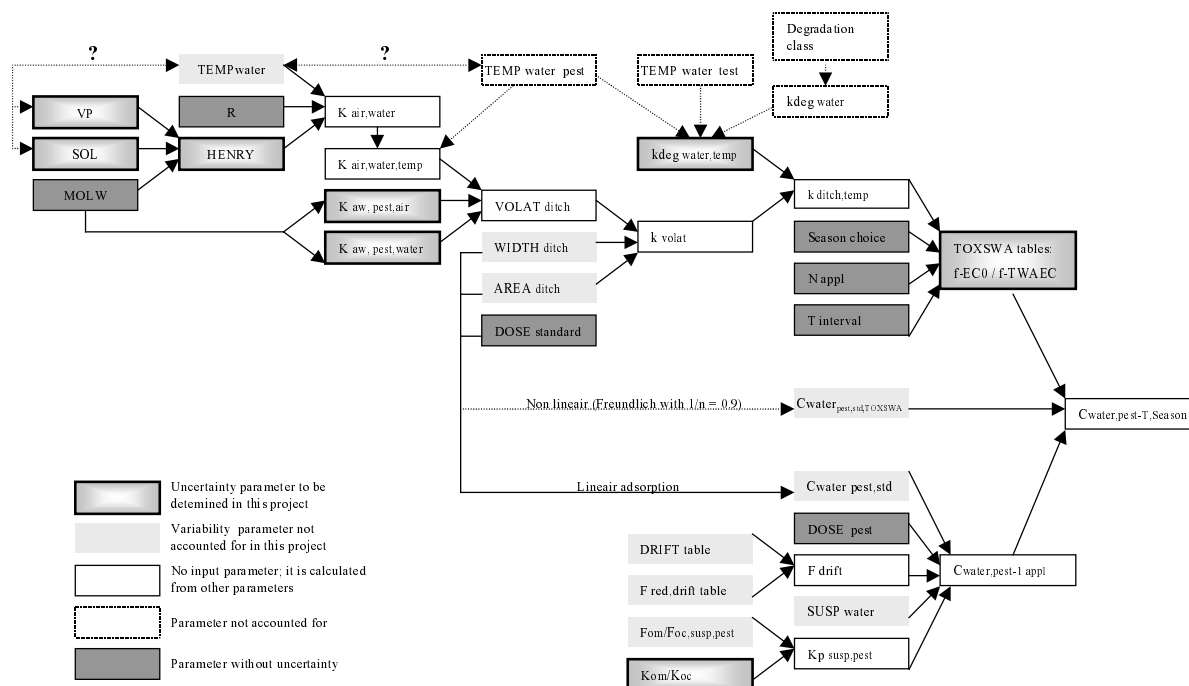 Degradation
class
?
?
TEMPwater
TEMP water pest
TEMP water test
kdeg water
VP
R
K air,water
SOL
HENRY
kdeg water,temp
K air,water,temp
MOLW
k ditch,temp
K aw, pest,air
VOLAT ditch
Season choice
TOXSWA tables:
f-EC0 / f-TWAEC
K aw, pest,water
WIDTH ditch
k volat
N appl
AREA ditch
T interval
DOSE standard
Non lineair (Freundlich with 1/n = 0.9)
Cwater pest,std,TOXSWA
Cwater,pest-T,Season
Lineair adsorption
Cwater pest,std
DOSE pest
DRIFT table
F drift
Cwater,pest-1 appl
F red,drift table
SUSP water
Fom/Foc,susp,pest
Kp susp,pest
Kom/Koc
Uncertainty parameter to be
detemined in this project
Variability parameter not
accounted for in this project
No input parameter; it is calculated
from other parameters
Parameter not accounted for
Parameter without uncertainty